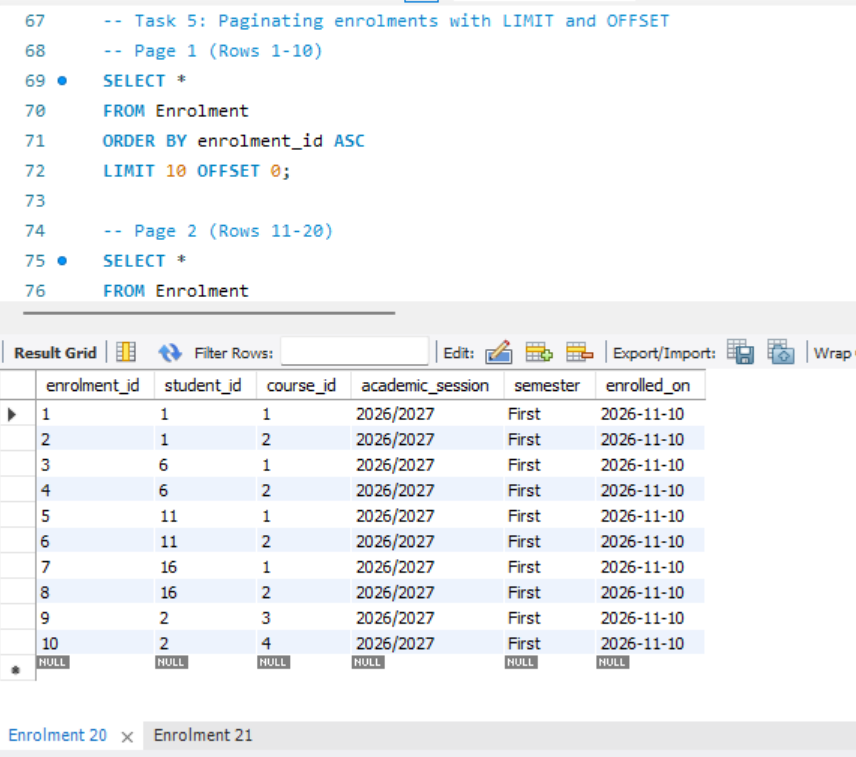 67 -- Task 5: Paginating enrolments with LIMIT and OFFSET
68 -- Page 1 (Rows 1-10)
69 SELECT *
70 FROM Enrolment
71 ORDER BY enrolment_id ASC
72 LIMIT 10 OFFSET 0;
73
74 -- Page 2 (Rows 11-20)
75 SELECT *
76 FROM Enrolment
Result Grid Filter Rows: Edit: Export/Import: Wrap
enrolment_id student_id course_id academic_session semester enrolled_on
1 1 1 2026/2027 First 2026-11-10
2 1 2 2026/2027 First 2026-11-10
3 6 1 2026/2027 First 2026-11-10
4 6 2 2026/2027 First 2026-11-10
5 11 1 2026/2027 First 2026-11-10
6 11 2 2026/2027 First 2026-11-10
7 16 1 2026/2027 First 2026-11-10
8 16 2 2026/2027 First 2026-11-10
9 2 3 2026/2027 First 2026-11-10
10 2 4 2026/2027 First 2026-11-10
NULL NULL NULL NULL NULL NULL
Enrolment 20 Enrolment 21